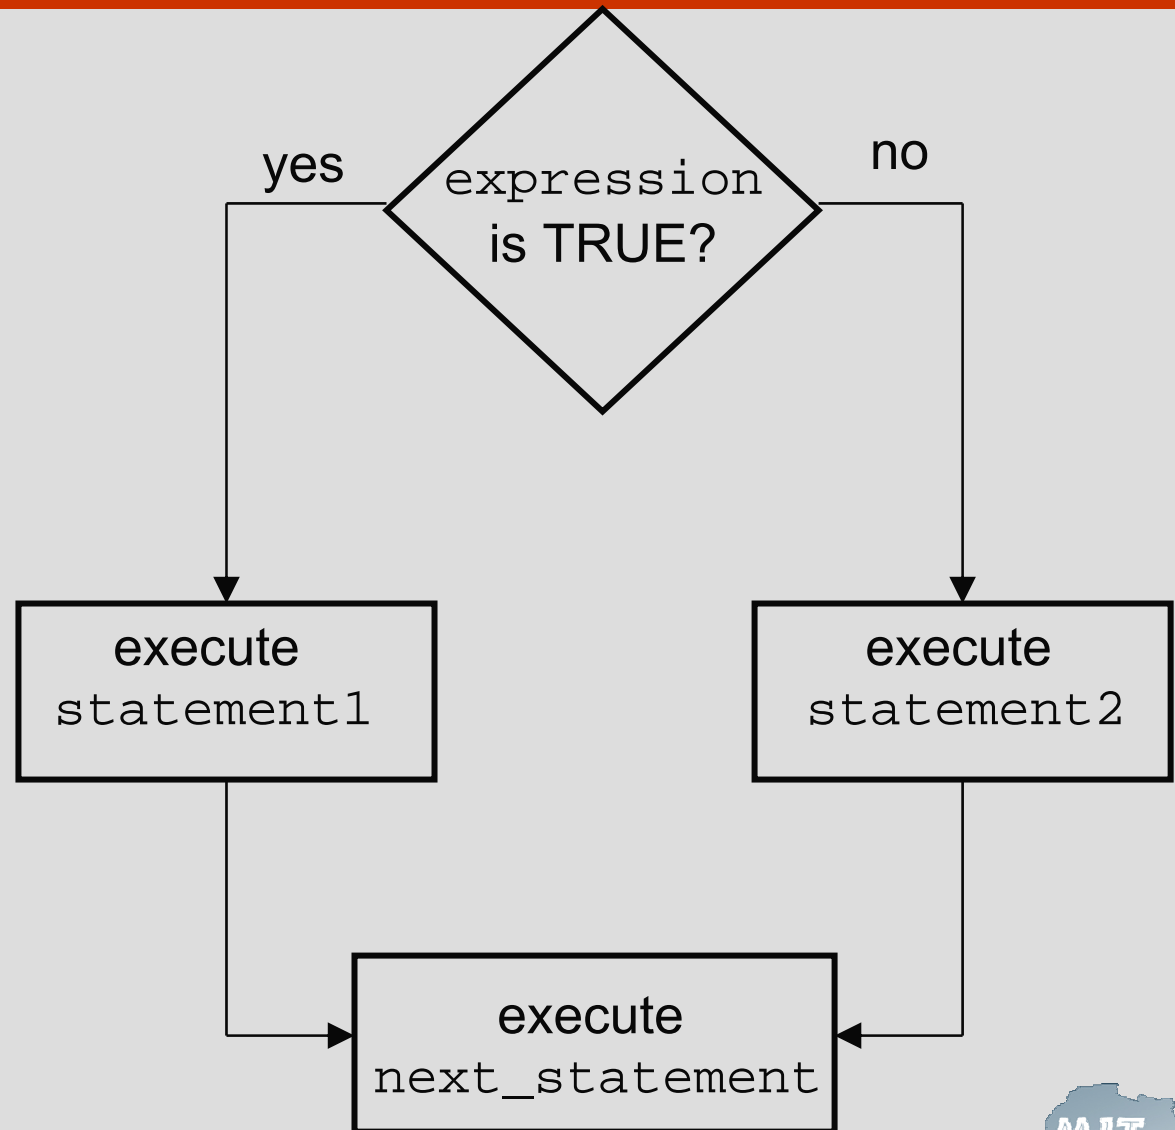 yes
expression
is TRUE?
no
execute
statement1
execute
statement2
execute
next_statement